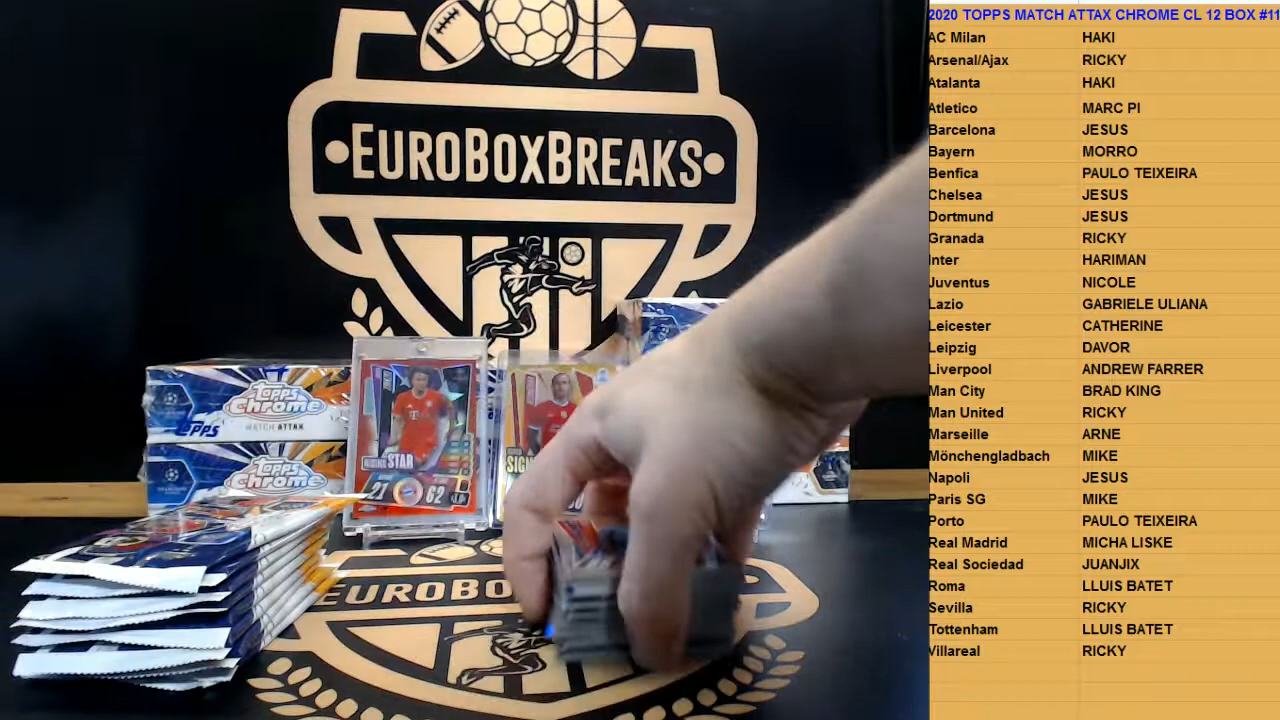 •EUROBOXBREAKS•
topps
Chrome
MATCH ATTAX
TOPPS
topps
Chrome
STAR
27 62
SIGN
EUROBO
2020 TOPPS MATCH ATTAX CHROME CL 12 BOX #11
AC Milan HAKI
Arsenal/Ajax RICKY
Atalanta HAKI
Atletico MARC PI
Barcelona JESUS
Bayern MORRO
Benfica PAULO TEIXEIRA
Chelsea JESUS
Dortmund JESUS
Granada RICKY
Inter HARIMAN
Juventus NICOLE
Lazio GABRIELE ULIANA
Leicester CATHERINE
Leipzig DAVOR
Liverpool ANDREW FARRER
Man City BRAD KING
Man United RICKY
Marseille ARNE
Mönchengladbach MIKE
Napoli JESUS
Paris SG MIKE
Porto PAULO TEIXEIRA
Real Madrid MICHA LISKE
Real Sociedad JUANJIX
Roma LLUIS BATET
Sevilla RICKY
Tottenham LLUIS BATET
Villareal RICKY